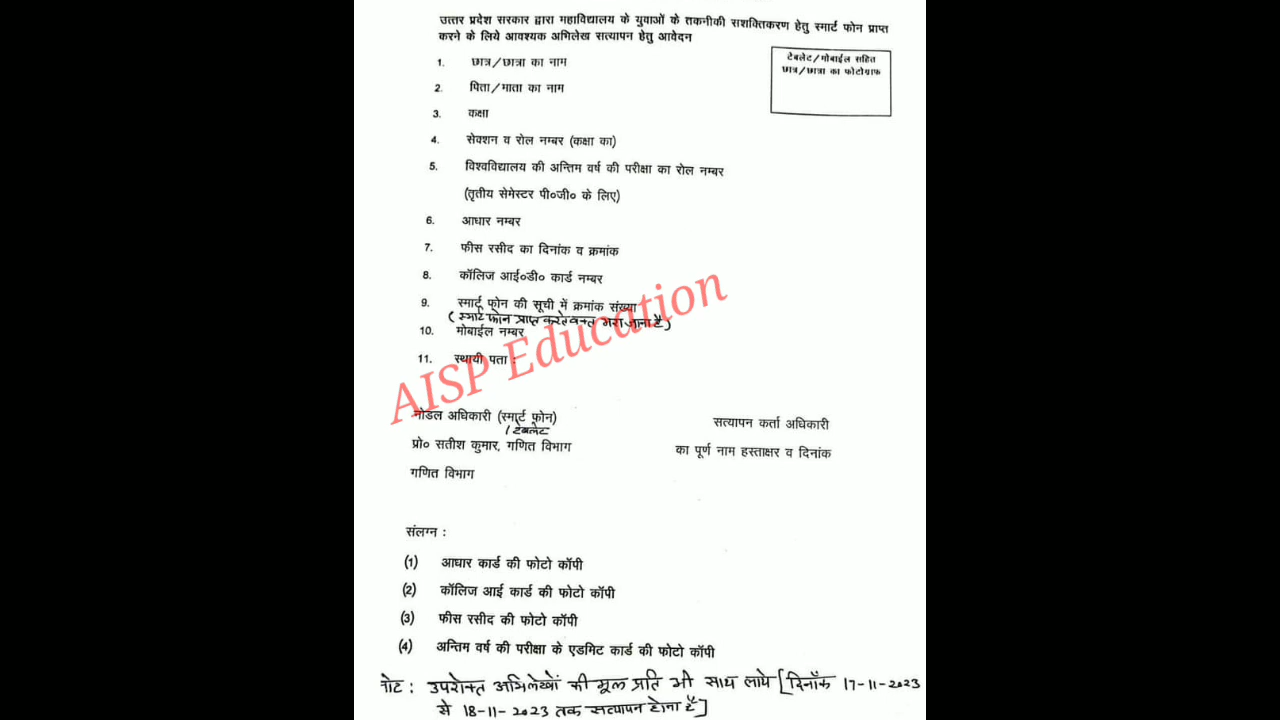 उत्तर प्रदेश सरकार द्वारा महाविद्यालय के युवाओं के तकनीकी सशक्तिकरण हेतु स्मार्ट फोन प्राप्त
करने के लिये आवश्यक अभिलेख सत्यापन हेतु आवेदन
टेबलेट/मोबाईल सहित
छात्र/छात्रा का फोटोग्राफ
1. छात्र/छात्रा का नाम
2. पिता/माता का नाम
3. कक्षा
4. सेक्शन व रोल नम्बर (कक्षा का)
5. विश्वविद्यालय की अन्तिम वर्ष की परीक्षा का रोल नम्बर
(तृतीय सेमेस्टर पी०जी० के लिए)
6. आधार नम्बर
7. फीस रसीद का दिनांक व क्रमांक
8. कॉलिज आई०डी० कार्ड नम्बर
9. स्मार्ट फोन की सूची में क्रमांक संख्या
(स्मार्ट फोन प्राप्त करते वक्त भरा जाना है)
10. मोबाईल नम्बर
11. स्थायी पता :
AISP Education
नोडल अधिकारी (स्मार्ट फोन)
/टेबलेट
सत्यापन कर्ता अधिकारी
प्रो० सतीश कुमार, गणित विभाग
का पूर्ण नाम हस्ताक्षर व दिनांक
गणित विभाग
संलग्न :
(1) आधार कार्ड की फोटो कॉपी
(2) कॉलिज आई कार्ड की फोटो कॉपी
(3) फीस रसीद की फोटो कॉपी
(4) अन्तिम वर्ष की परीक्षा के एडमिट कार्ड की फोटो कॉपी
नोट : उपरोक्त अभिलेखों की मूल प्रति भी साथ लाये [दिनाँक 17-11-2023
से 18-11-2023 तक सत्यापन होना है]